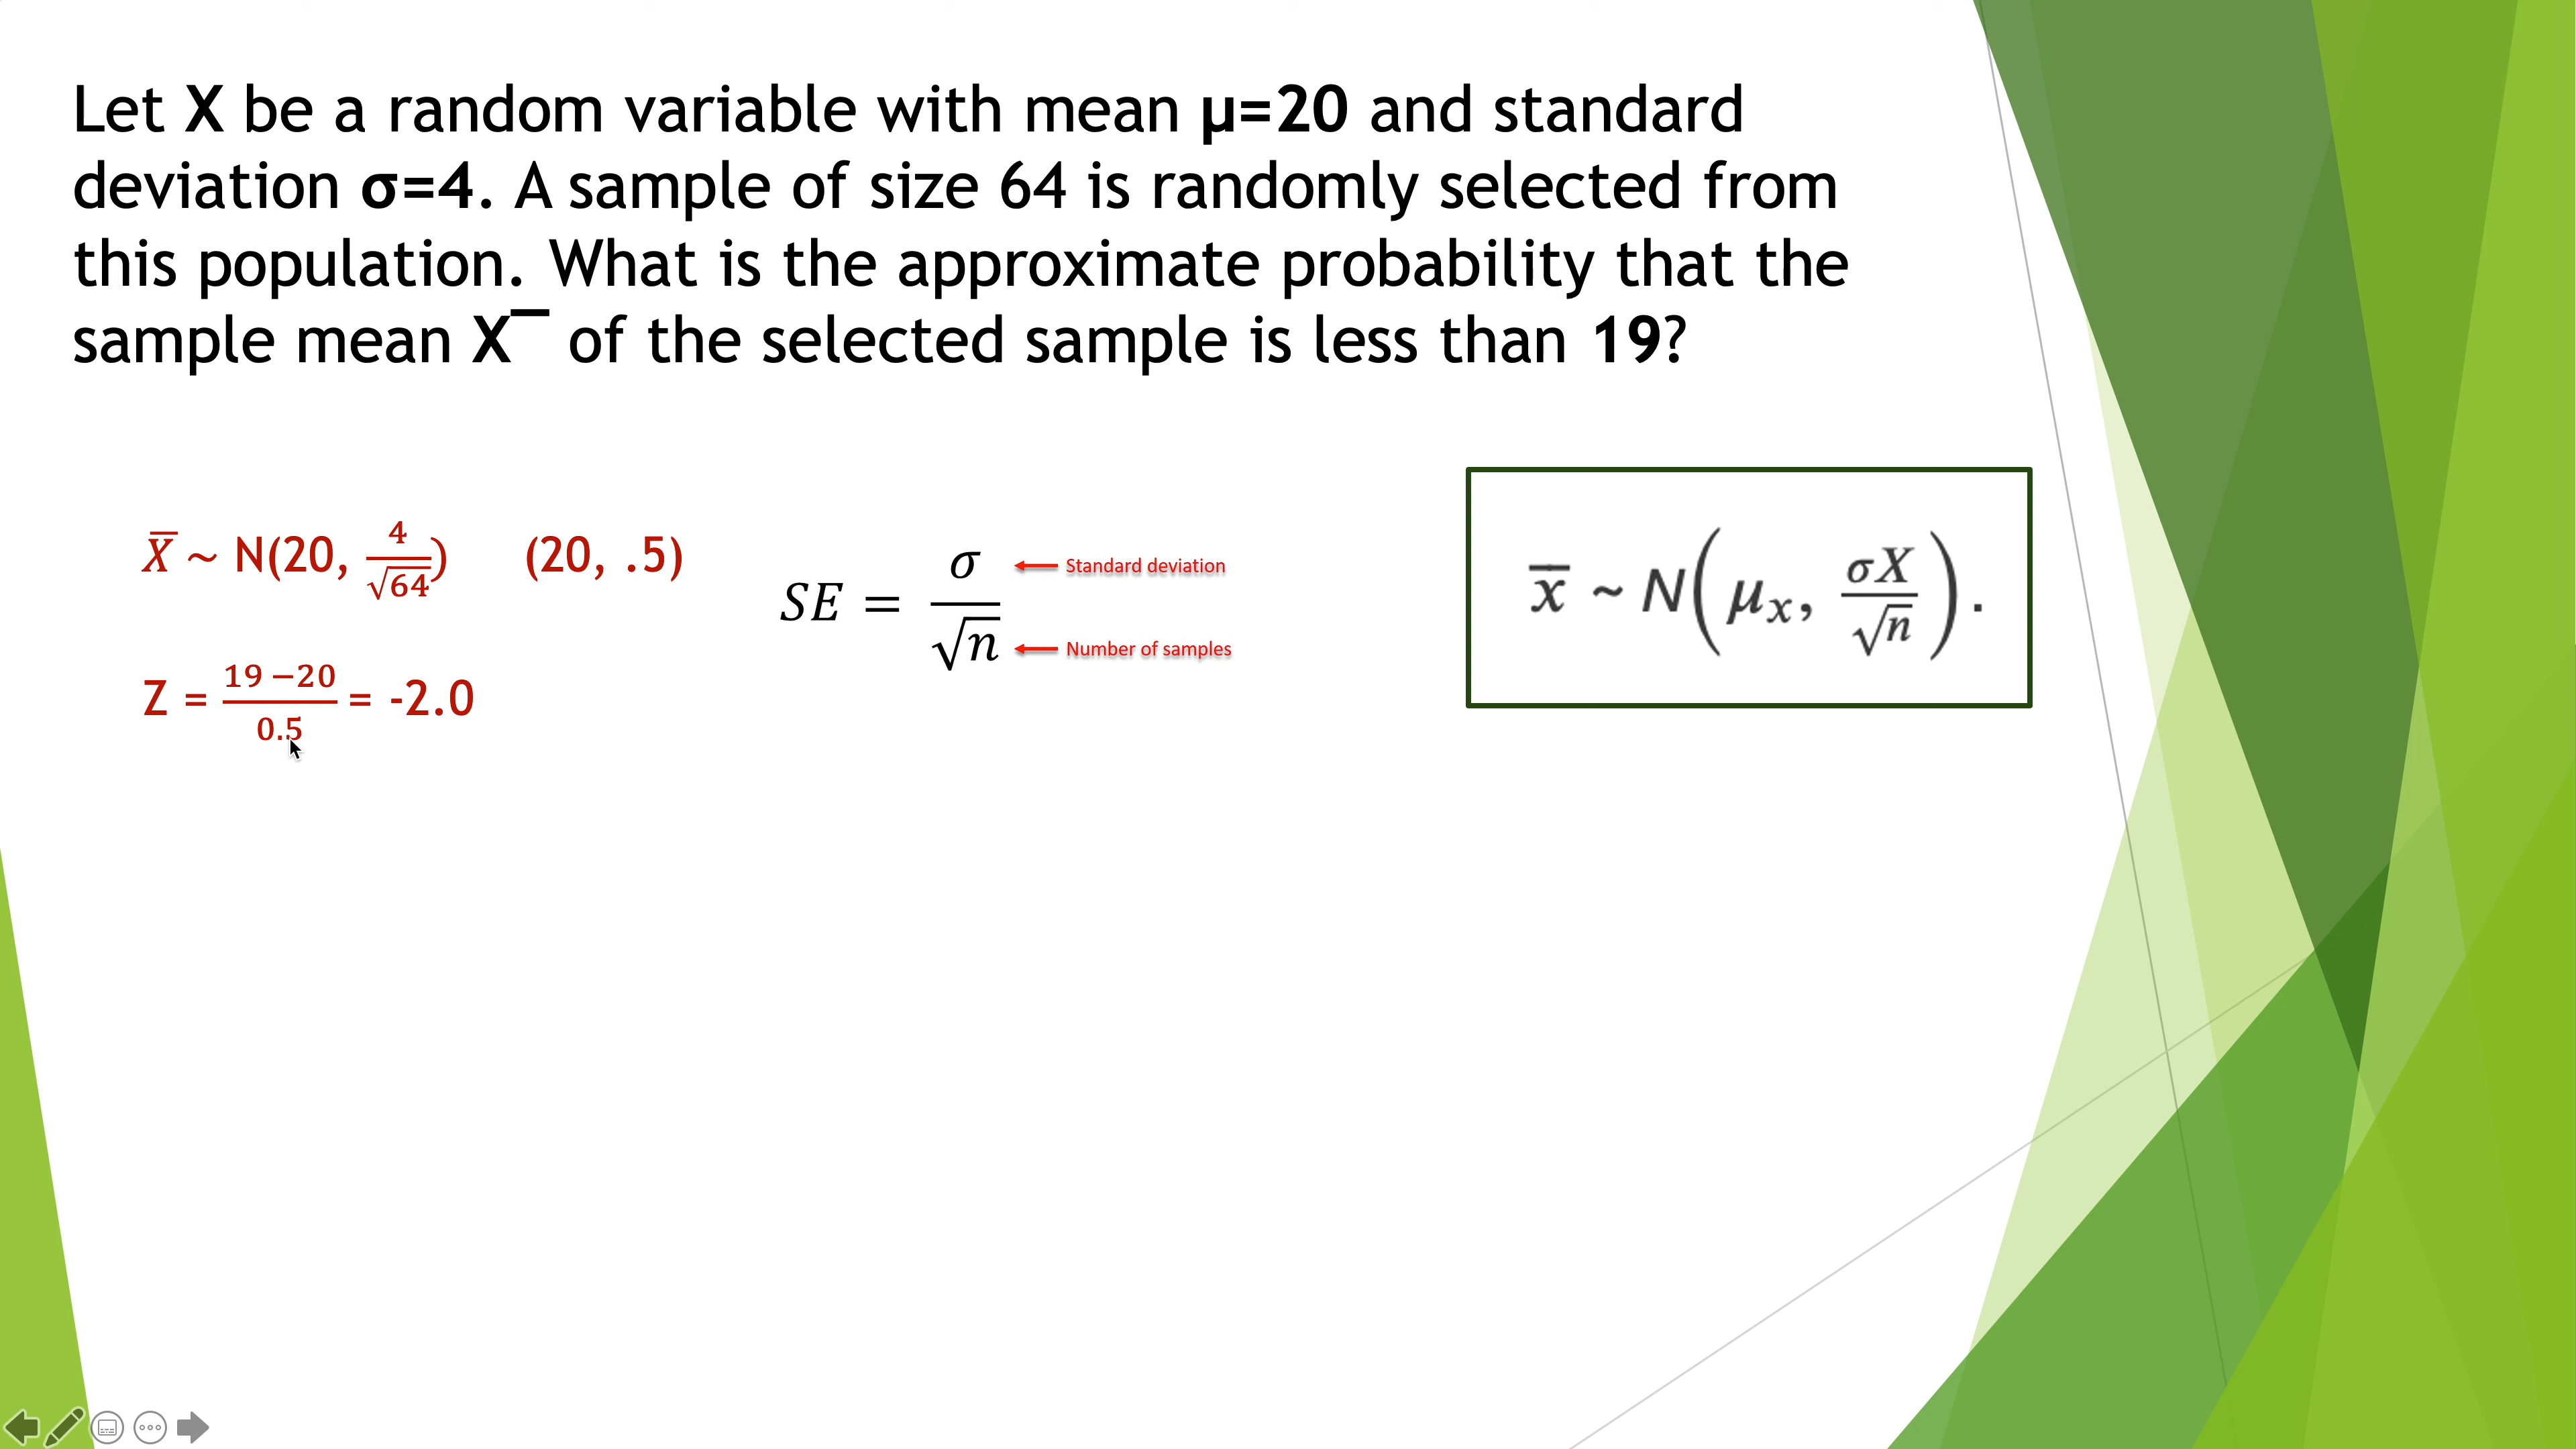 Let X be a random variable with mean μ=20 and standard
deviation σ=4. A sample of size 64 is randomly selected from
this population. What is the approximate probability that the
sample mean X¯ of the selected sample is less than 19?
X̅ ~ N(20, 4/√64) (20, .5)
Z = (19 −20)/0.5 = -2.0
SE = σ/√n
Standard deviation
Number of samples
x̅ ~ N(μx, σX/√n).